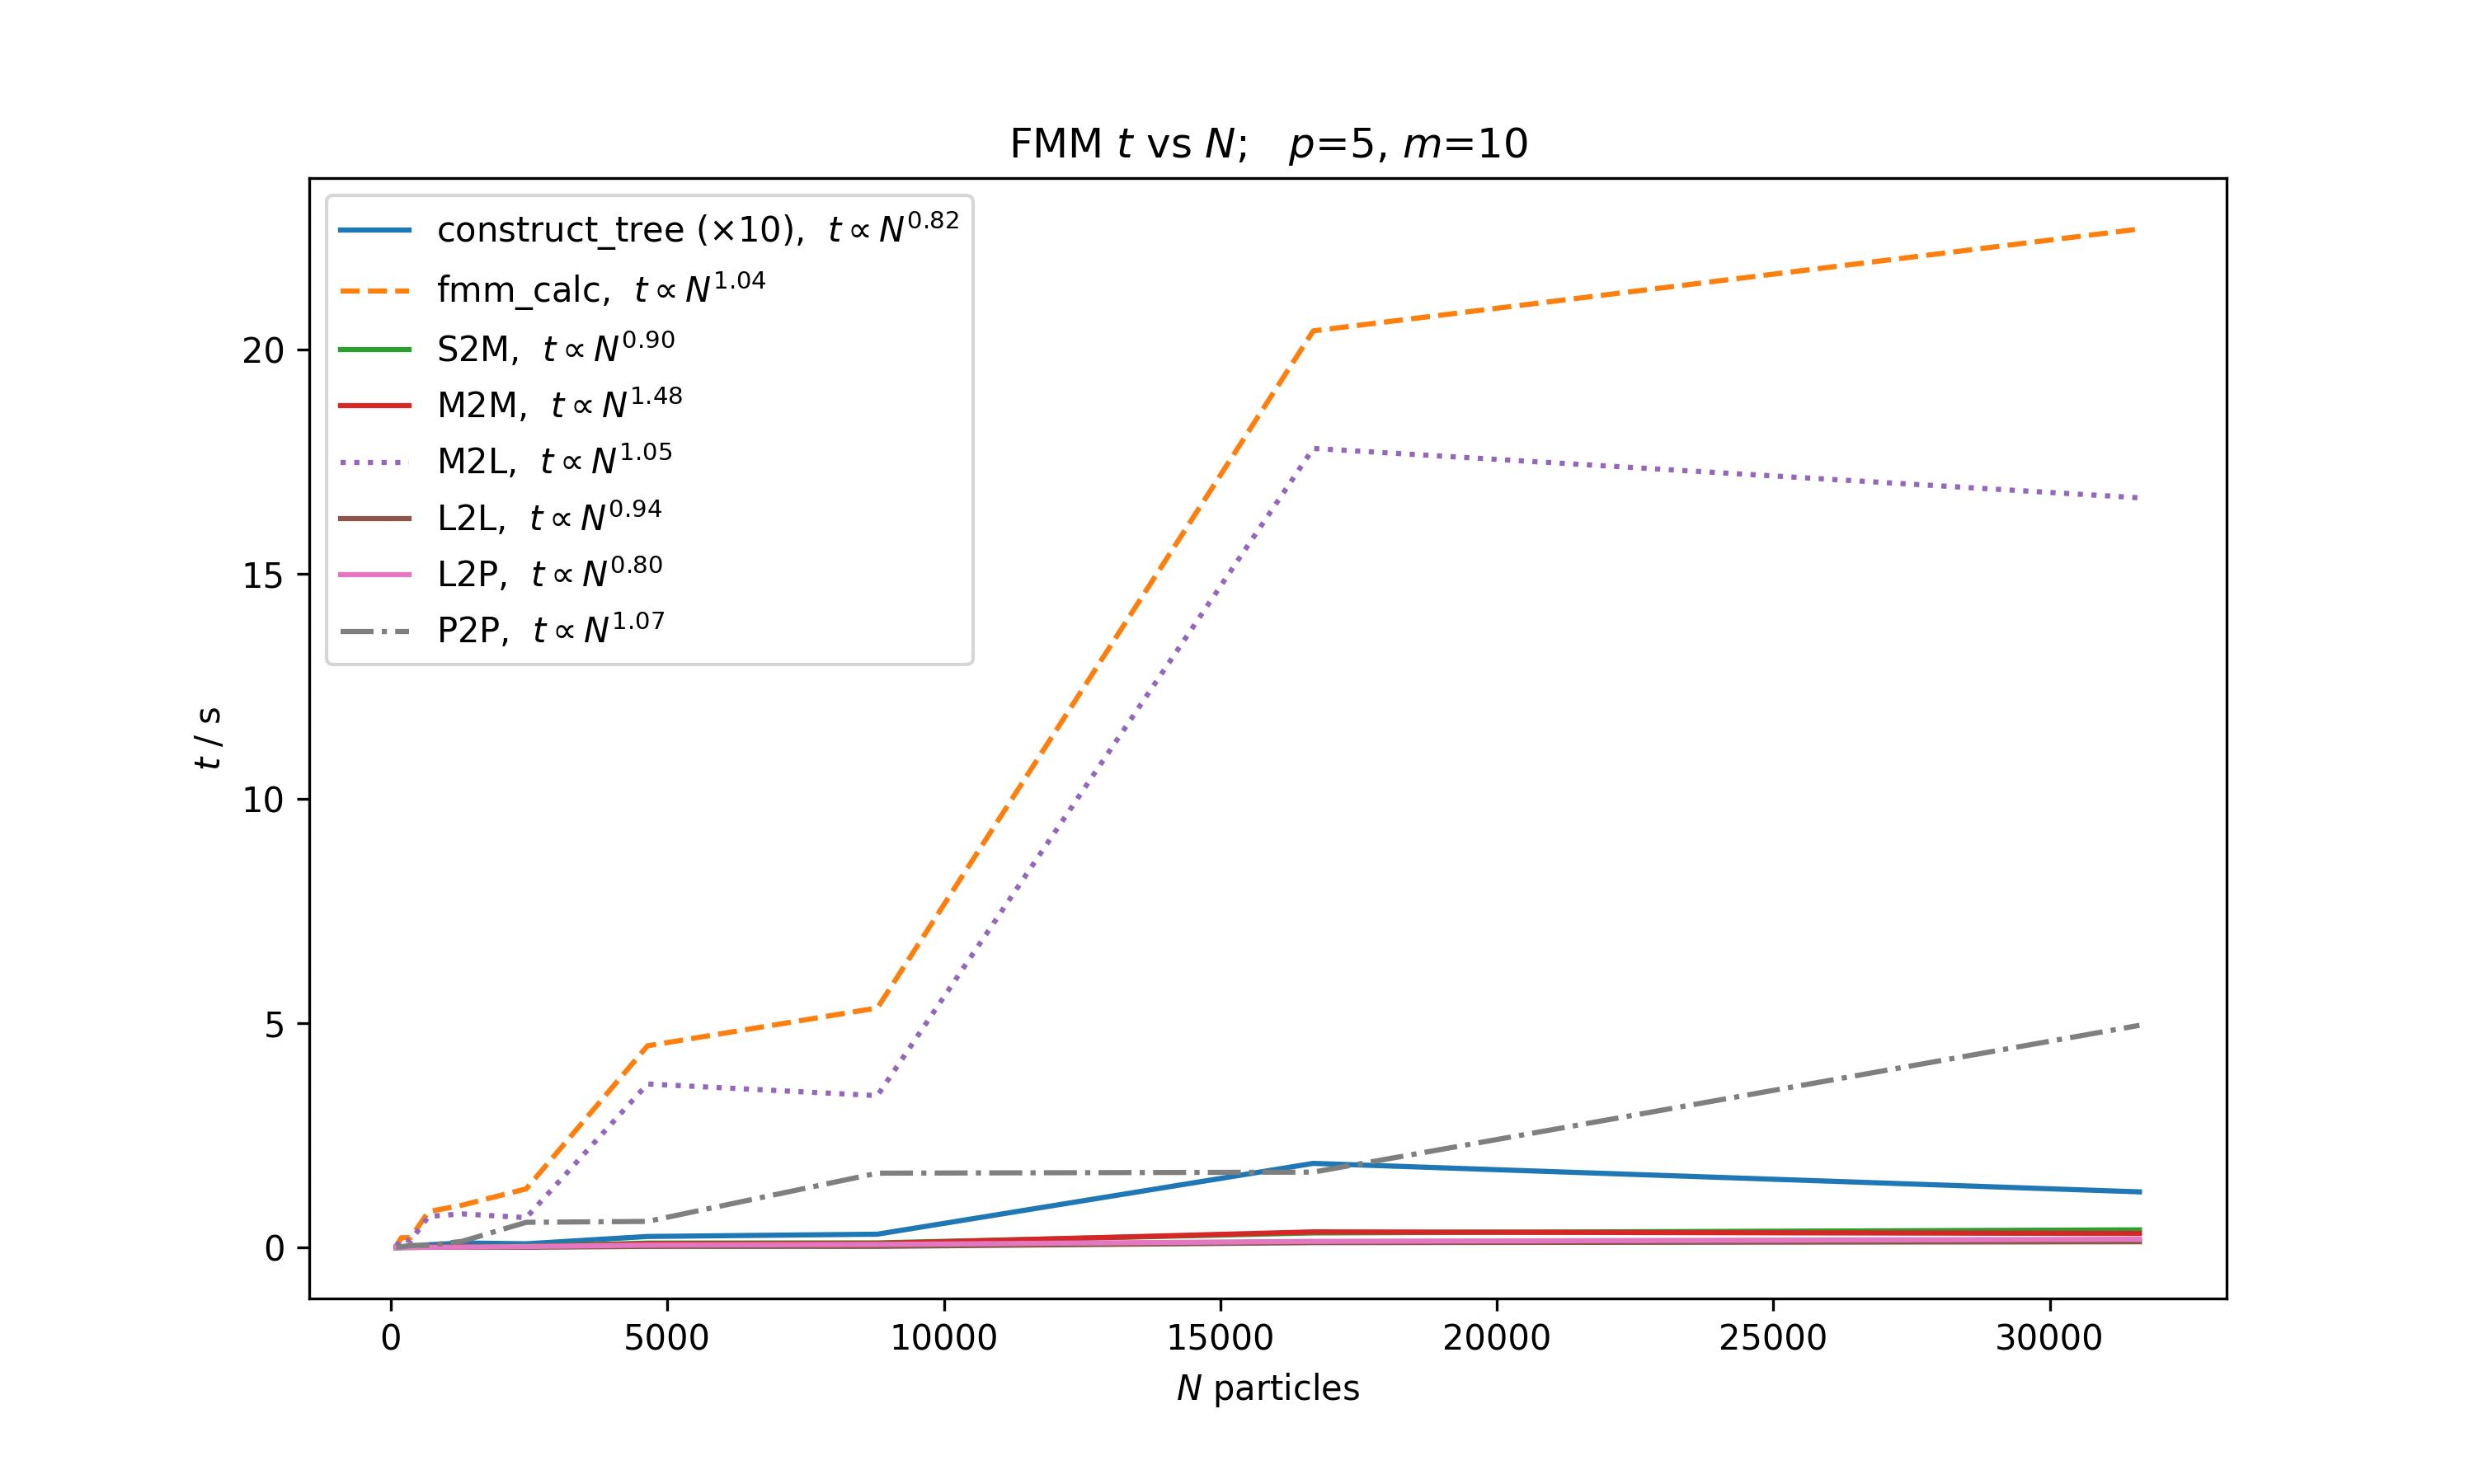 FMM t vs N;   p=5, m=10
construct_tree (×10),  t ∝ N^0.82
fmm_calc,  t ∝ N^1.04
S2M,  t ∝ N^0.90
M2M,  t ∝ N^1.48
M2L,  t ∝ N^1.05
L2L,  t ∝ N^0.94
L2P,  t ∝ N^0.80
P2P,  t ∝ N^1.07
20
15
10
5
0
t / s
0 5000 10000 15000 20000 25000 30000
N particles